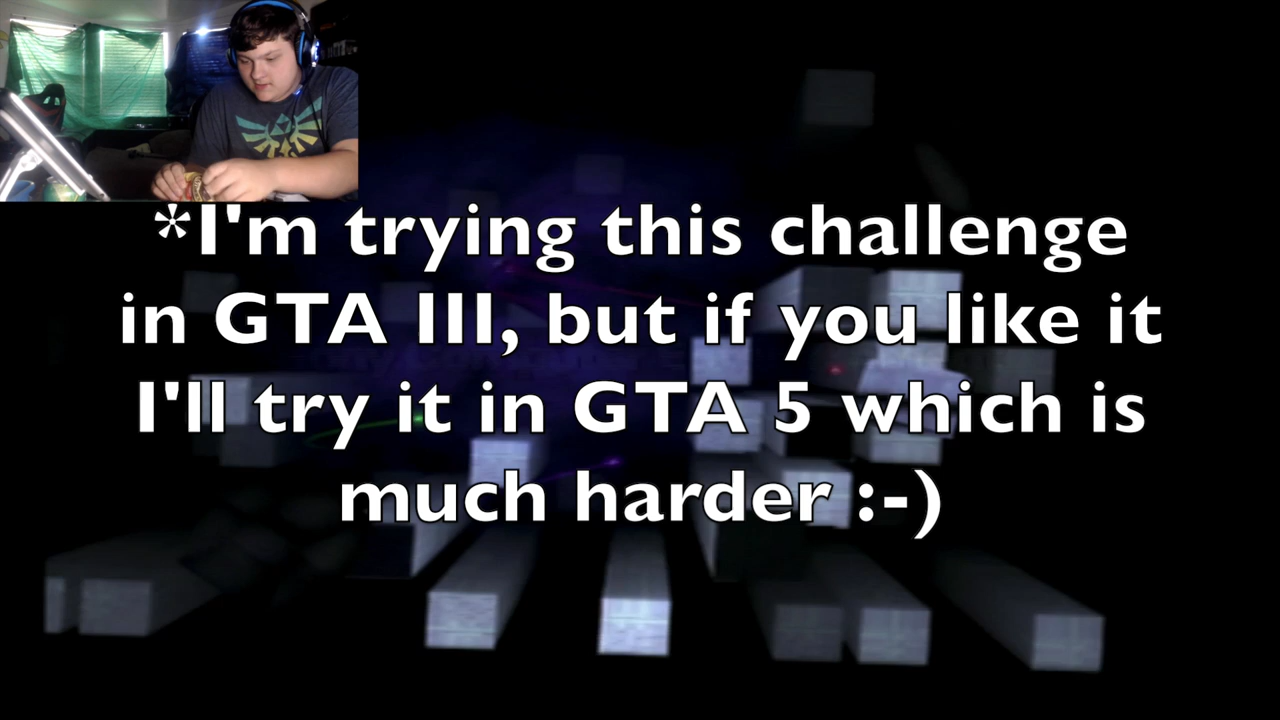 *I'm trying this challenge
in GTA III, but if you like it
I'll try it in GTA 5 which is
much harder :-)